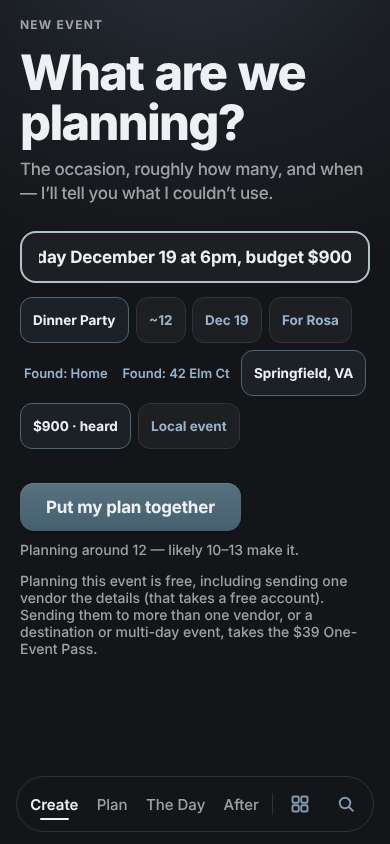 NEW EVENT
What are we
planning?
The occasion, roughly how many, and when
— I'll tell you what I couldn't use.
day December 19 at 6pm, budget $900
Dinner Party
~12
Dec 19
For Rosa
Found: Home
Found: 42 Elm Ct
Springfield, VA
$900 · heard
Local event
Put my plan together
Planning around 12 — likely 10–13 make it.
Planning this event is free, including sending one
vendor the details (that takes a free account).
Sending them to more than one vendor, or a
destination or multi-day event, takes the $39 One-
Event Pass.
Create
Plan
The Day
After